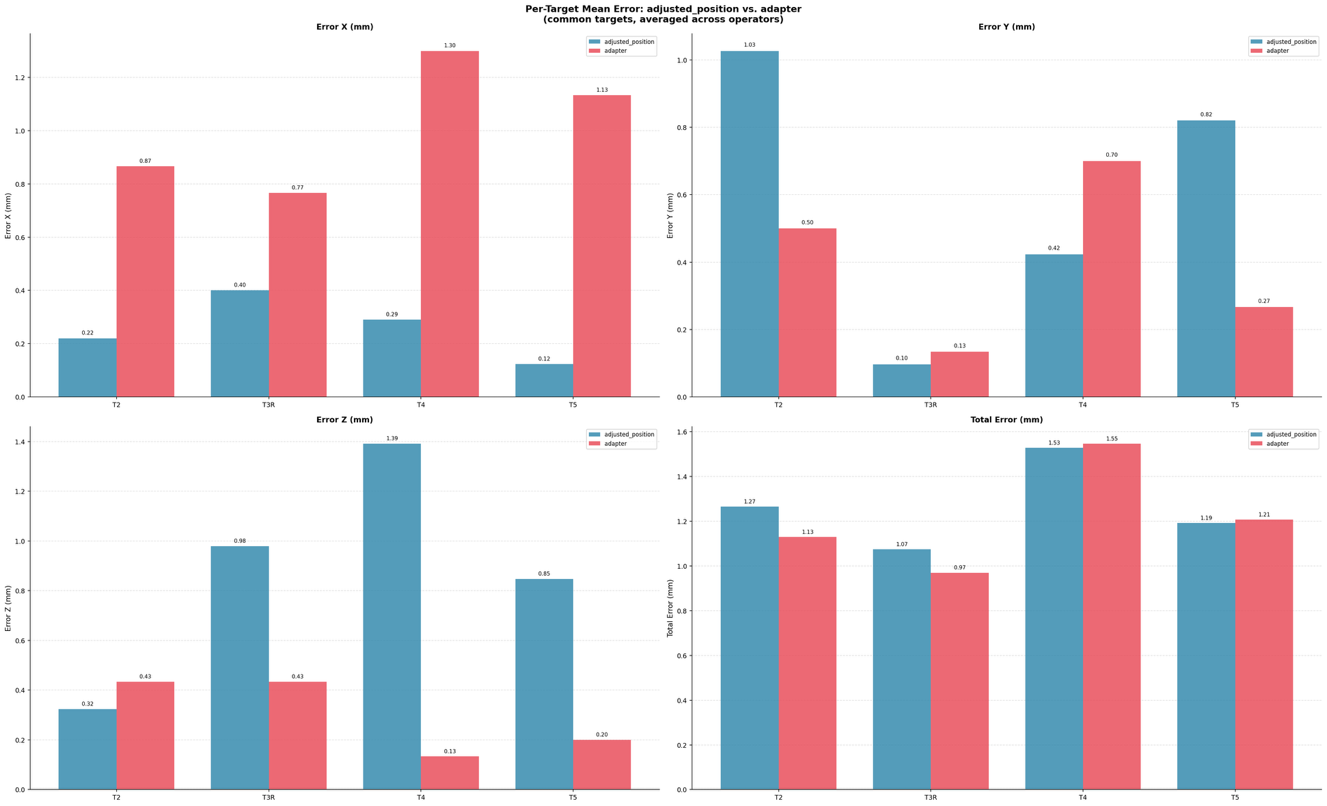 Per-Target Mean Error: adjusted_position vs. adapter
(common targets, averaged across operators)
Error X (mm)
adjusted_position
adapter
Error X (mm)
1.2
1.0
0.8
0.6
0.4
0.2
0.0
0.22
0.87
0.40
0.77
0.29
1.30
0.12
1.13
T2
T3R
T4
T5
Error Y (mm)
adjusted_position
adapter
Error Y (mm)
1.0
0.8
0.6
0.4
0.2
0.0
1.03
0.50
0.10
0.13
0.42
0.70
0.82
0.27
T2
T3R
T4
T5
Error Z (mm)
adjusted_position
adapter
Error Z (mm)
1.4
1.2
1.0
0.8
0.6
0.4
0.2
0.0
0.32
0.43
0.98
0.43
1.39
0.13
0.85
0.20
T2
T3R
T4
T5
Total Error (mm)
adjusted_position
adapter
Total Error (mm)
1.6
1.4
1.2
1.0
0.8
0.6
0.4
0.2
0.0
1.27
1.13
1.07
0.97
1.53
1.55
1.19
1.21
T2
T3R
T4
T5